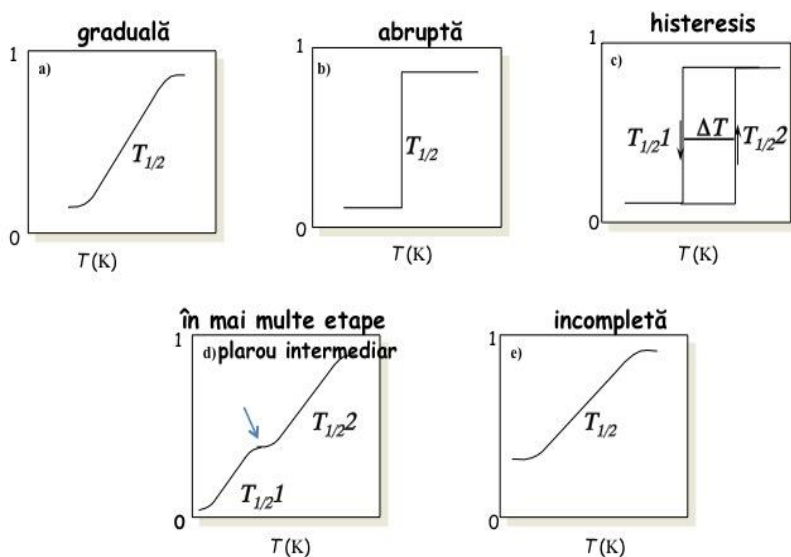 graduală
1
a)
T1/2
0
T (K)
abruptă
1
b)
T1/2
0
T (K)
histeresis
1
c)
T1/21 ΔT T1/22
0
T (K)
în mai multe etape
1
d) plarou intermediar
T1/22
T1/21
0
T (K)
incompletă
1
e)
T1/2
0
T (K)